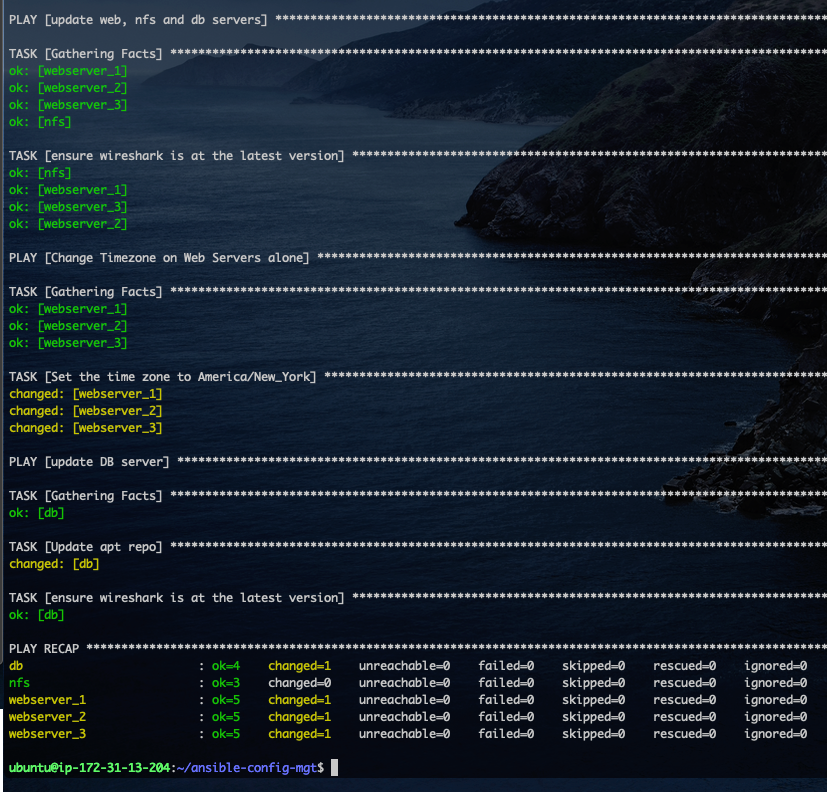 PLAY [update web, nfs and db servers] ******************************************************************************
TASK [Gathering Facts] *********************************************************************************************
ok: [webserver_1]
ok: [webserver_2]
ok: [webserver_3]
ok: [nfs]
TASK [ensure wireshark is at the latest version] *******************************************************************
ok: [nfs]
ok: [webserver_1]
ok: [webserver_3]
ok: [webserver_2]
PLAY [Change Timezone on Web Servers alone] ************************************************************************
TASK [Gathering Facts] *********************************************************************************************
ok: [webserver_1]
ok: [webserver_2]
ok: [webserver_3]
TASK [Set the time zone to America/New_York] ***********************************************************************
changed: [webserver_1]
changed: [webserver_2]
changed: [webserver_3]
PLAY [update DB server] ********************************************************************************************
TASK [Gathering Facts] *********************************************************************************************
ok: [db]
TASK [Update apt repo] *********************************************************************************************
changed: [db]
TASK [ensure wireshark is at the latest version] *******************************************************************
ok: [db]
PLAY RECAP *********************************************************************************************************
db : ok=4 changed=1 unreachable=0 failed=0 skipped=0 rescued=0 ignored=0
nfs : ok=3 changed=0 unreachable=0 failed=0 skipped=0 rescued=0 ignored=0
webserver_1 : ok=5 changed=1 unreachable=0 failed=0 skipped=0 rescued=0 ignored=0
webserver_2 : ok=5 changed=1 unreachable=0 failed=0 skipped=0 rescued=0 ignored=0
webserver_3 : ok=5 changed=1 unreachable=0 failed=0 skipped=0 rescued=0 ignored=0
ubuntu@ip-172-31-13-204:~/ansible-config-mgt$